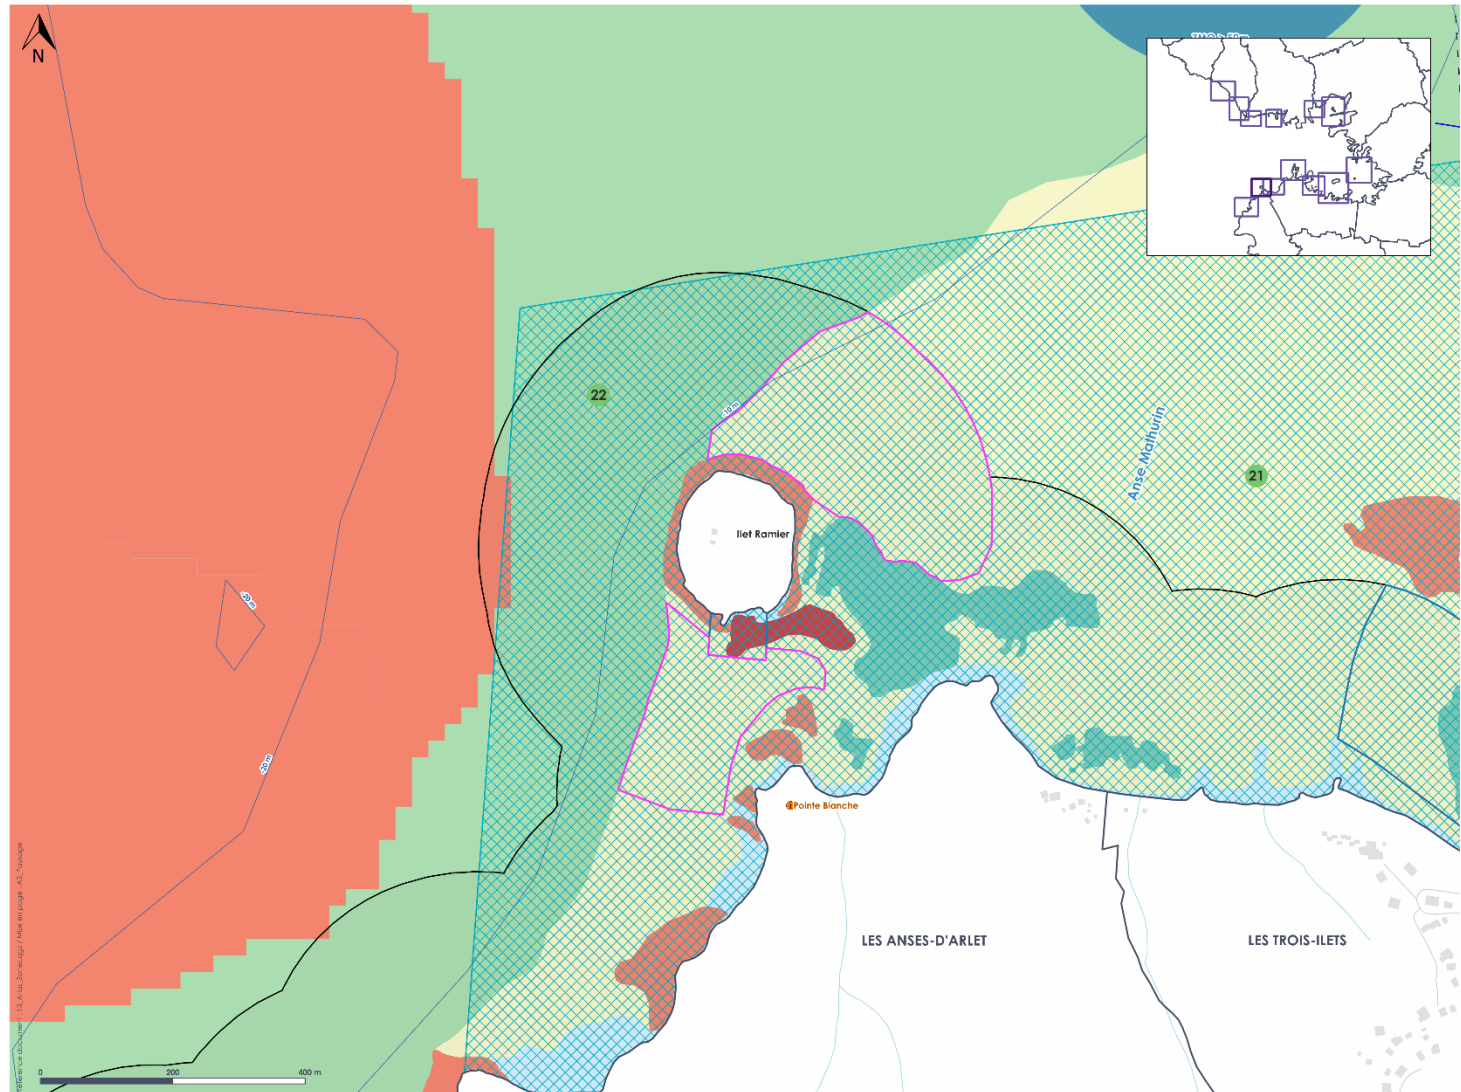 N
22
-10 m
Ilet Ramier
Anse Mathurin
21
-20 m
-20 m
Pointe Blanche
LES ANSES-D'ARLET
LES TROIS-ILETS
0
200
400 m